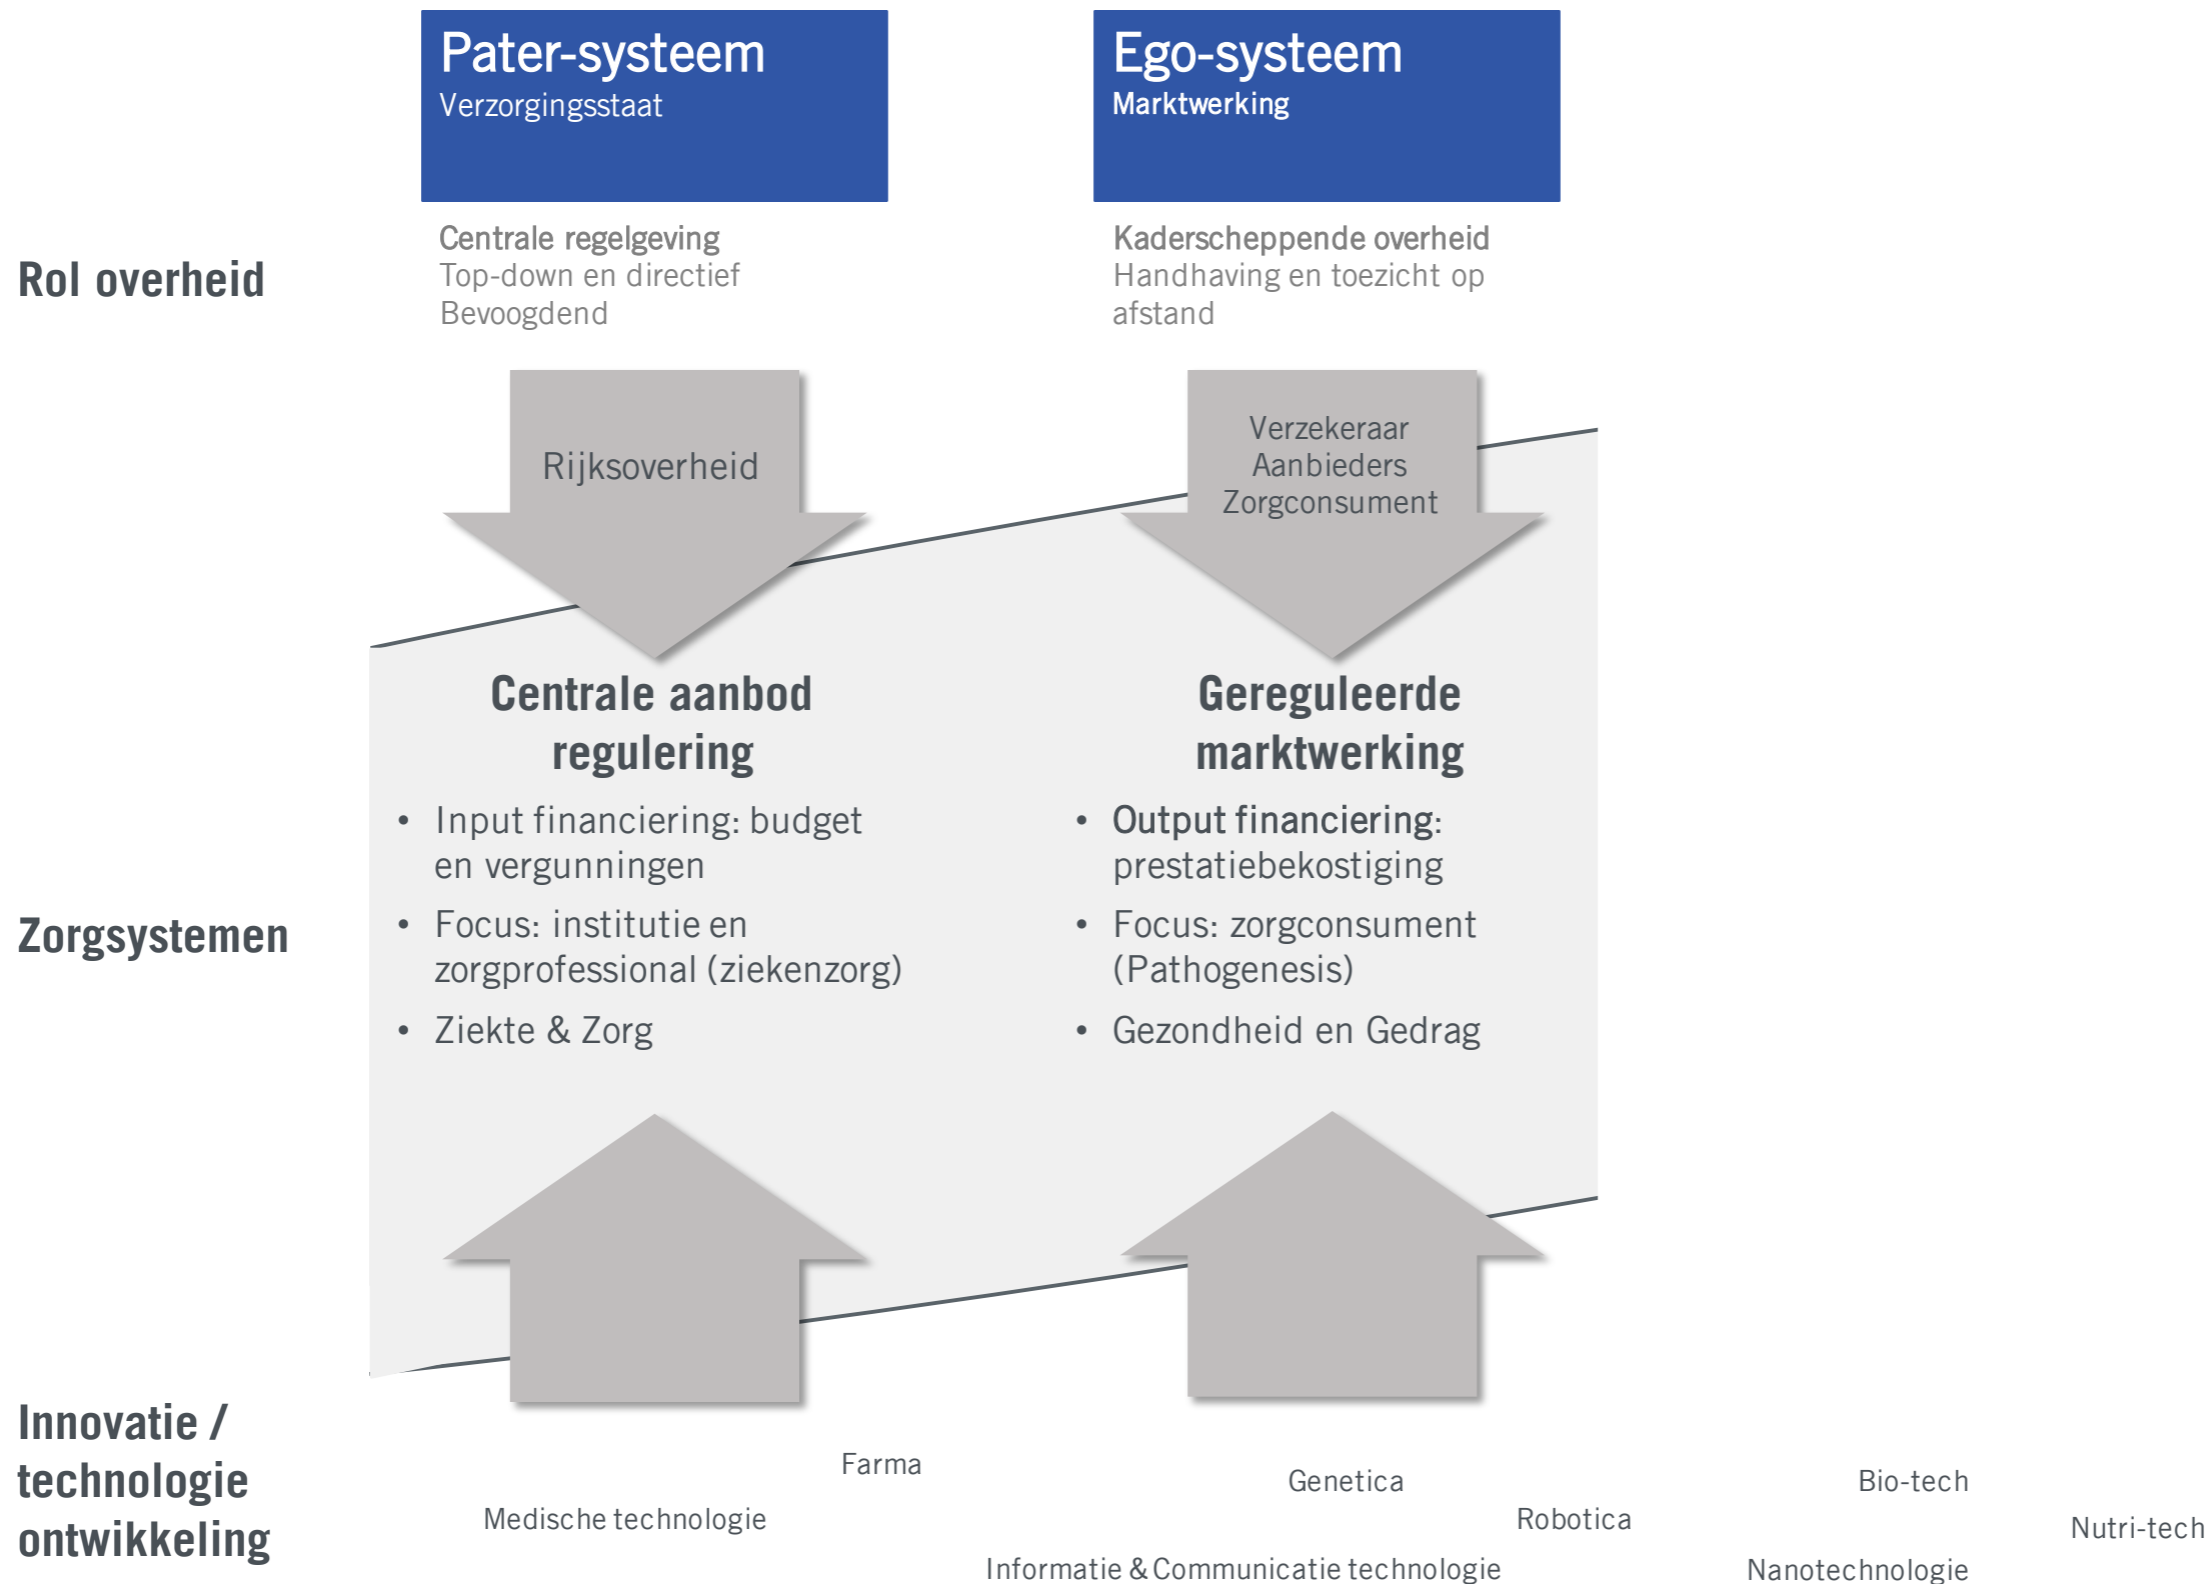 Pater-systeem
Verzorgingsstaat
Ego-systeem
Marktwerking
Rol overheid
Centrale regelgeving
Top-down en directief
Bevoogdend
Kaderscheppende overheid
Handhaving en toezicht op
afstand
Rijksoverheid
Verzekeraar
Aanbieders
Zorgconsument
Zorgsystemen
Centrale aanbod
regulering
• Input financiering: budget
en vergunningen
• Focus: institutie en
zorgprofessional (ziekenzorg)
• Ziekte & Zorg
Gereguleerde
marktwerking
• Output financiering:
prestatiebekostiging
• Focus: zorgconsument
(Pathogenesis)
• Gezondheid en Gedrag
Innovatie /
technologie
ontwikkeling
Farma
Medische technologie
Genetica
Robotica
Informatie & Communicatie technologie
Bio-tech
Nutri-tech
Nanotechnologie